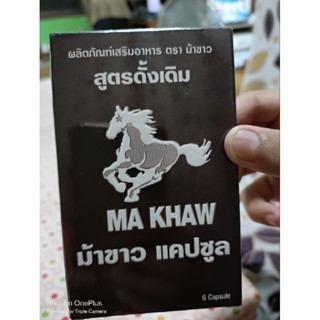 ผลิตภัณฑ์เสริมอาหาร ตรา ม้าขาว
สูตรดั้งเดิม
MA KHAW
ม้าขาว แคปซูล
6 Capsule
on OnePlus
by Triple Camera